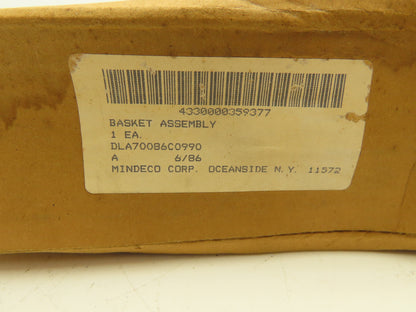 4330000359377
BASKET ASSEMBLY
1 EA.
DLA70086C0990
A 6/86
MINDECO CORP. OCEANSIDE N.Y. 11572